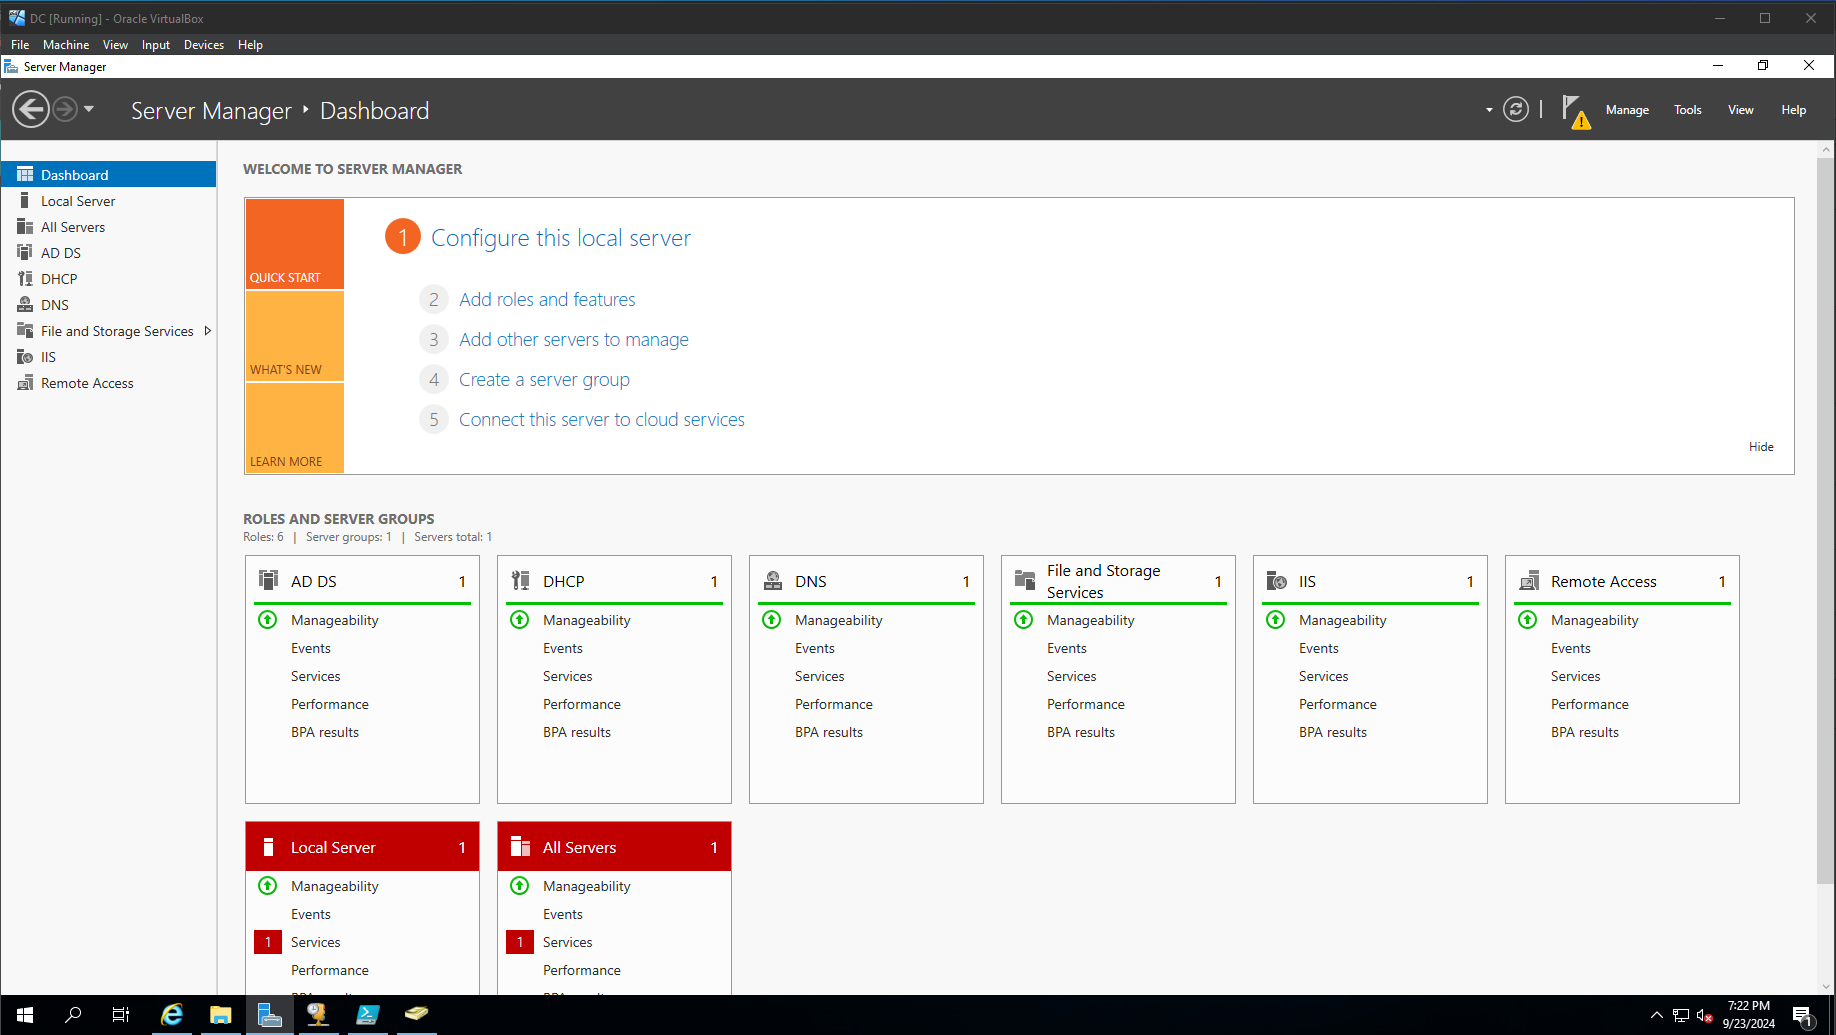 DC [Running] - Oracle VirtualBox
File Machine View Input Devices Help
Server Manager
Server Manager Dashboard
Manage Tools View Help
Dashboard
Local Server
All Servers
AD DS
DHCP
DNS
File and Storage Services
IIS
Remote Access
WELCOME TO SERVER MANAGER
QUICK START
WHAT'S NEW
LEARN MORE
1 Configure this local server
2 Add roles and features
3 Add other servers to manage
4 Create a server group
5 Connect this server to cloud services
Hide
ROLES AND SERVER GROUPS
Roles: 6 | Server groups: 1 | Servers total: 1
AD DS 1
Manageability
Events
Services
Performance
BPA results
DHCP 1
Manageability
Events
Services
Performance
BPA results
DNS 1
Manageability
Events
Services
Performance
BPA results
File and Storage
Services 1
Manageability
Events
Services
Performance
BPA results
IIS 1
Manageability
Events
Services
Performance
BPA results
Remote Access 1
Manageability
Events
Services
Performance
BPA results
Local Server 1
Manageability
Events
1 Services
Performance
All Servers 1
Manageability
Events
1 Services
Performance
7:22 PM
9/23/2024
1